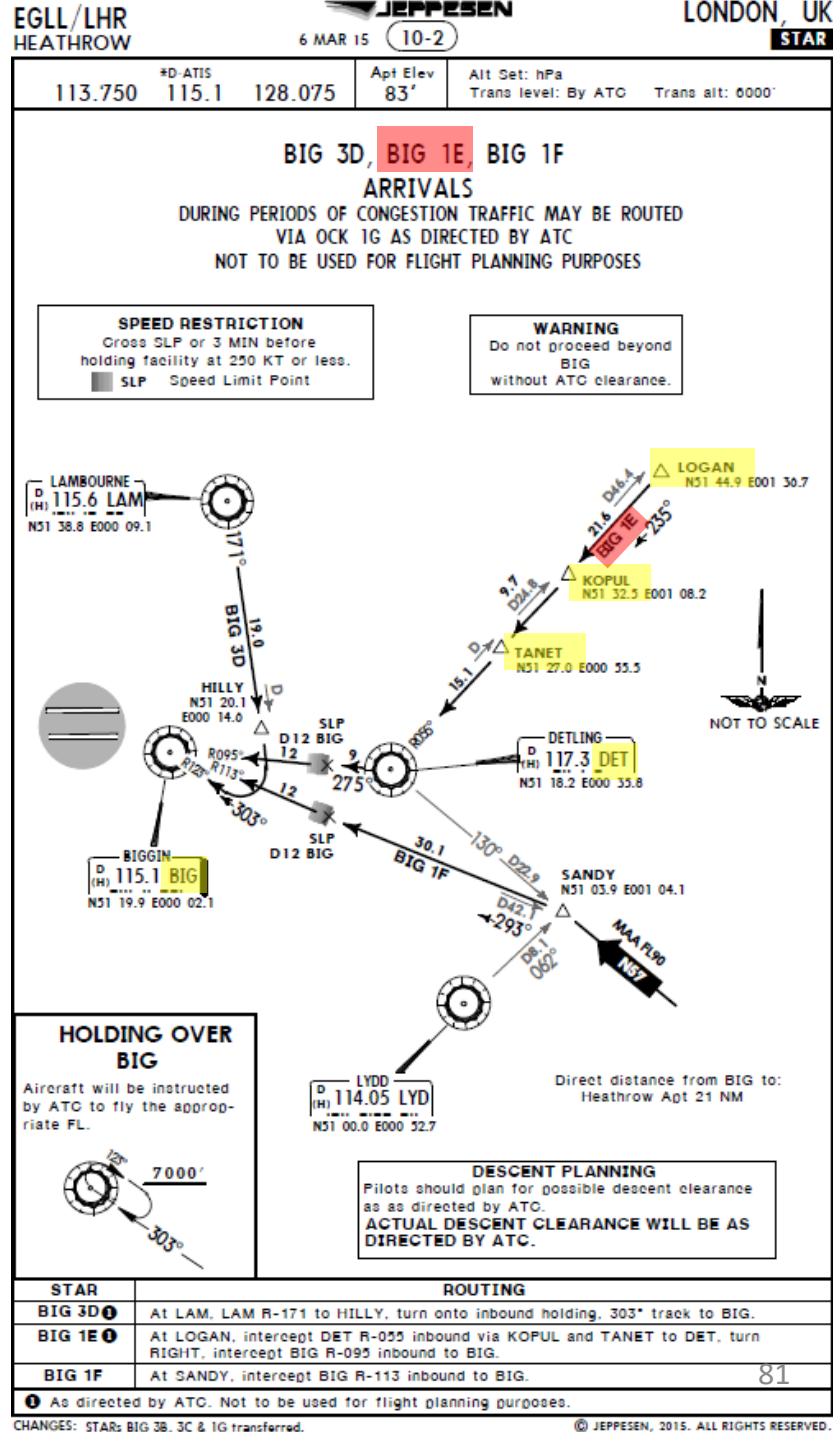 EGLL/LHR
HEATHROW
JEPPESEN
6 MAR 15
10-2
LONDON, UK
STAR
*D-ATIS
113.750 115.1 128.075
Apt Elev
83'
Alt Set: hPa
Trans level: By ATC Trans alt: 6000'
BIG 3D, BIG 1E, BIG 1F
ARRIVALS
DURING PERIODS OF CONGESTION TRAFFIC MAY BE ROUTED
VIA OCK 1G AS DIRECTED BY ATC
NOT TO BE USED FOR FLIGHT PLANNING PURPOSES
SPEED RESTRICTION
Cross SLP or 3 MIN before
holding facility at 250 KT or less.
SLP Speed Limit Point
WARNING
Do not proceed beyond
BIG
without ATC clearance.
LAMBOURNE
D
(H) 115.6 LAM
N51 38.8 E000 09.1
171°
BIG 3D
19.0
LOGAN
N51 44.9 E001 36.7
D46.4
21.6
BIG 1E
235°
KOPUL
N51 32.5 E001 08.2
9.7
D24.8
TANET
N51 27.0 E000 55.5
D
15.1
R055°
N
NOT TO SCALE
HILLY
N51 20.1
E000 14.6
D
SLP
D12 BIG
R095°
12
9
275°
R123°
R113°
12
303°
SLP
D12 BIG
DETLING
D
(H) 117.3 DET
N51 18.2 E000 35.8
BIGGIN
D
(H) 115.1 BIG
N51 19.9 E000 02.1
30.1
BIG 1F
130°
D22.9
D42.1
293°
SANDY
N51 03.9 E001 04.1
D8.1
062°
MAA FL90
N57
LYDD
D
(H) 114.05 LYD
N51 00.0 E000 52.7
Direct distance from BIG to:
Heathrow Apt 21 NM
HOLDING OVER
BIG
Aircraft will be instructed
by ATC to fly the approp-
riate FL.
123°
7000'
303°
DESCENT PLANNING
Pilots should plan for possible descent clearance
as as directed by ATC.
ACTUAL DESCENT CLEARANCE WILL BE AS
DIRECTED BY ATC.
STAR ROUTING
BIG 3D❶ At LAM, LAM R-171 to HILLY, turn onto inbound holding, 303° track to BIG.
BIG 1E❶ At LOGAN, intercept DET R-055 inbound via KOPUL and TANET to DET, turn
RIGHT, intercept BIG R-095 inbound to BIG.
BIG 1F At SANDY, intercept BIG R-113 inbound to BIG.
81
❶ As directed by ATC. Not to be used for flight planning purposes.
CHANGES: STARs BIG 3B, 3C & 1G transferred.
© JEPPESEN, 2015. ALL RIGHTS RESERVED.